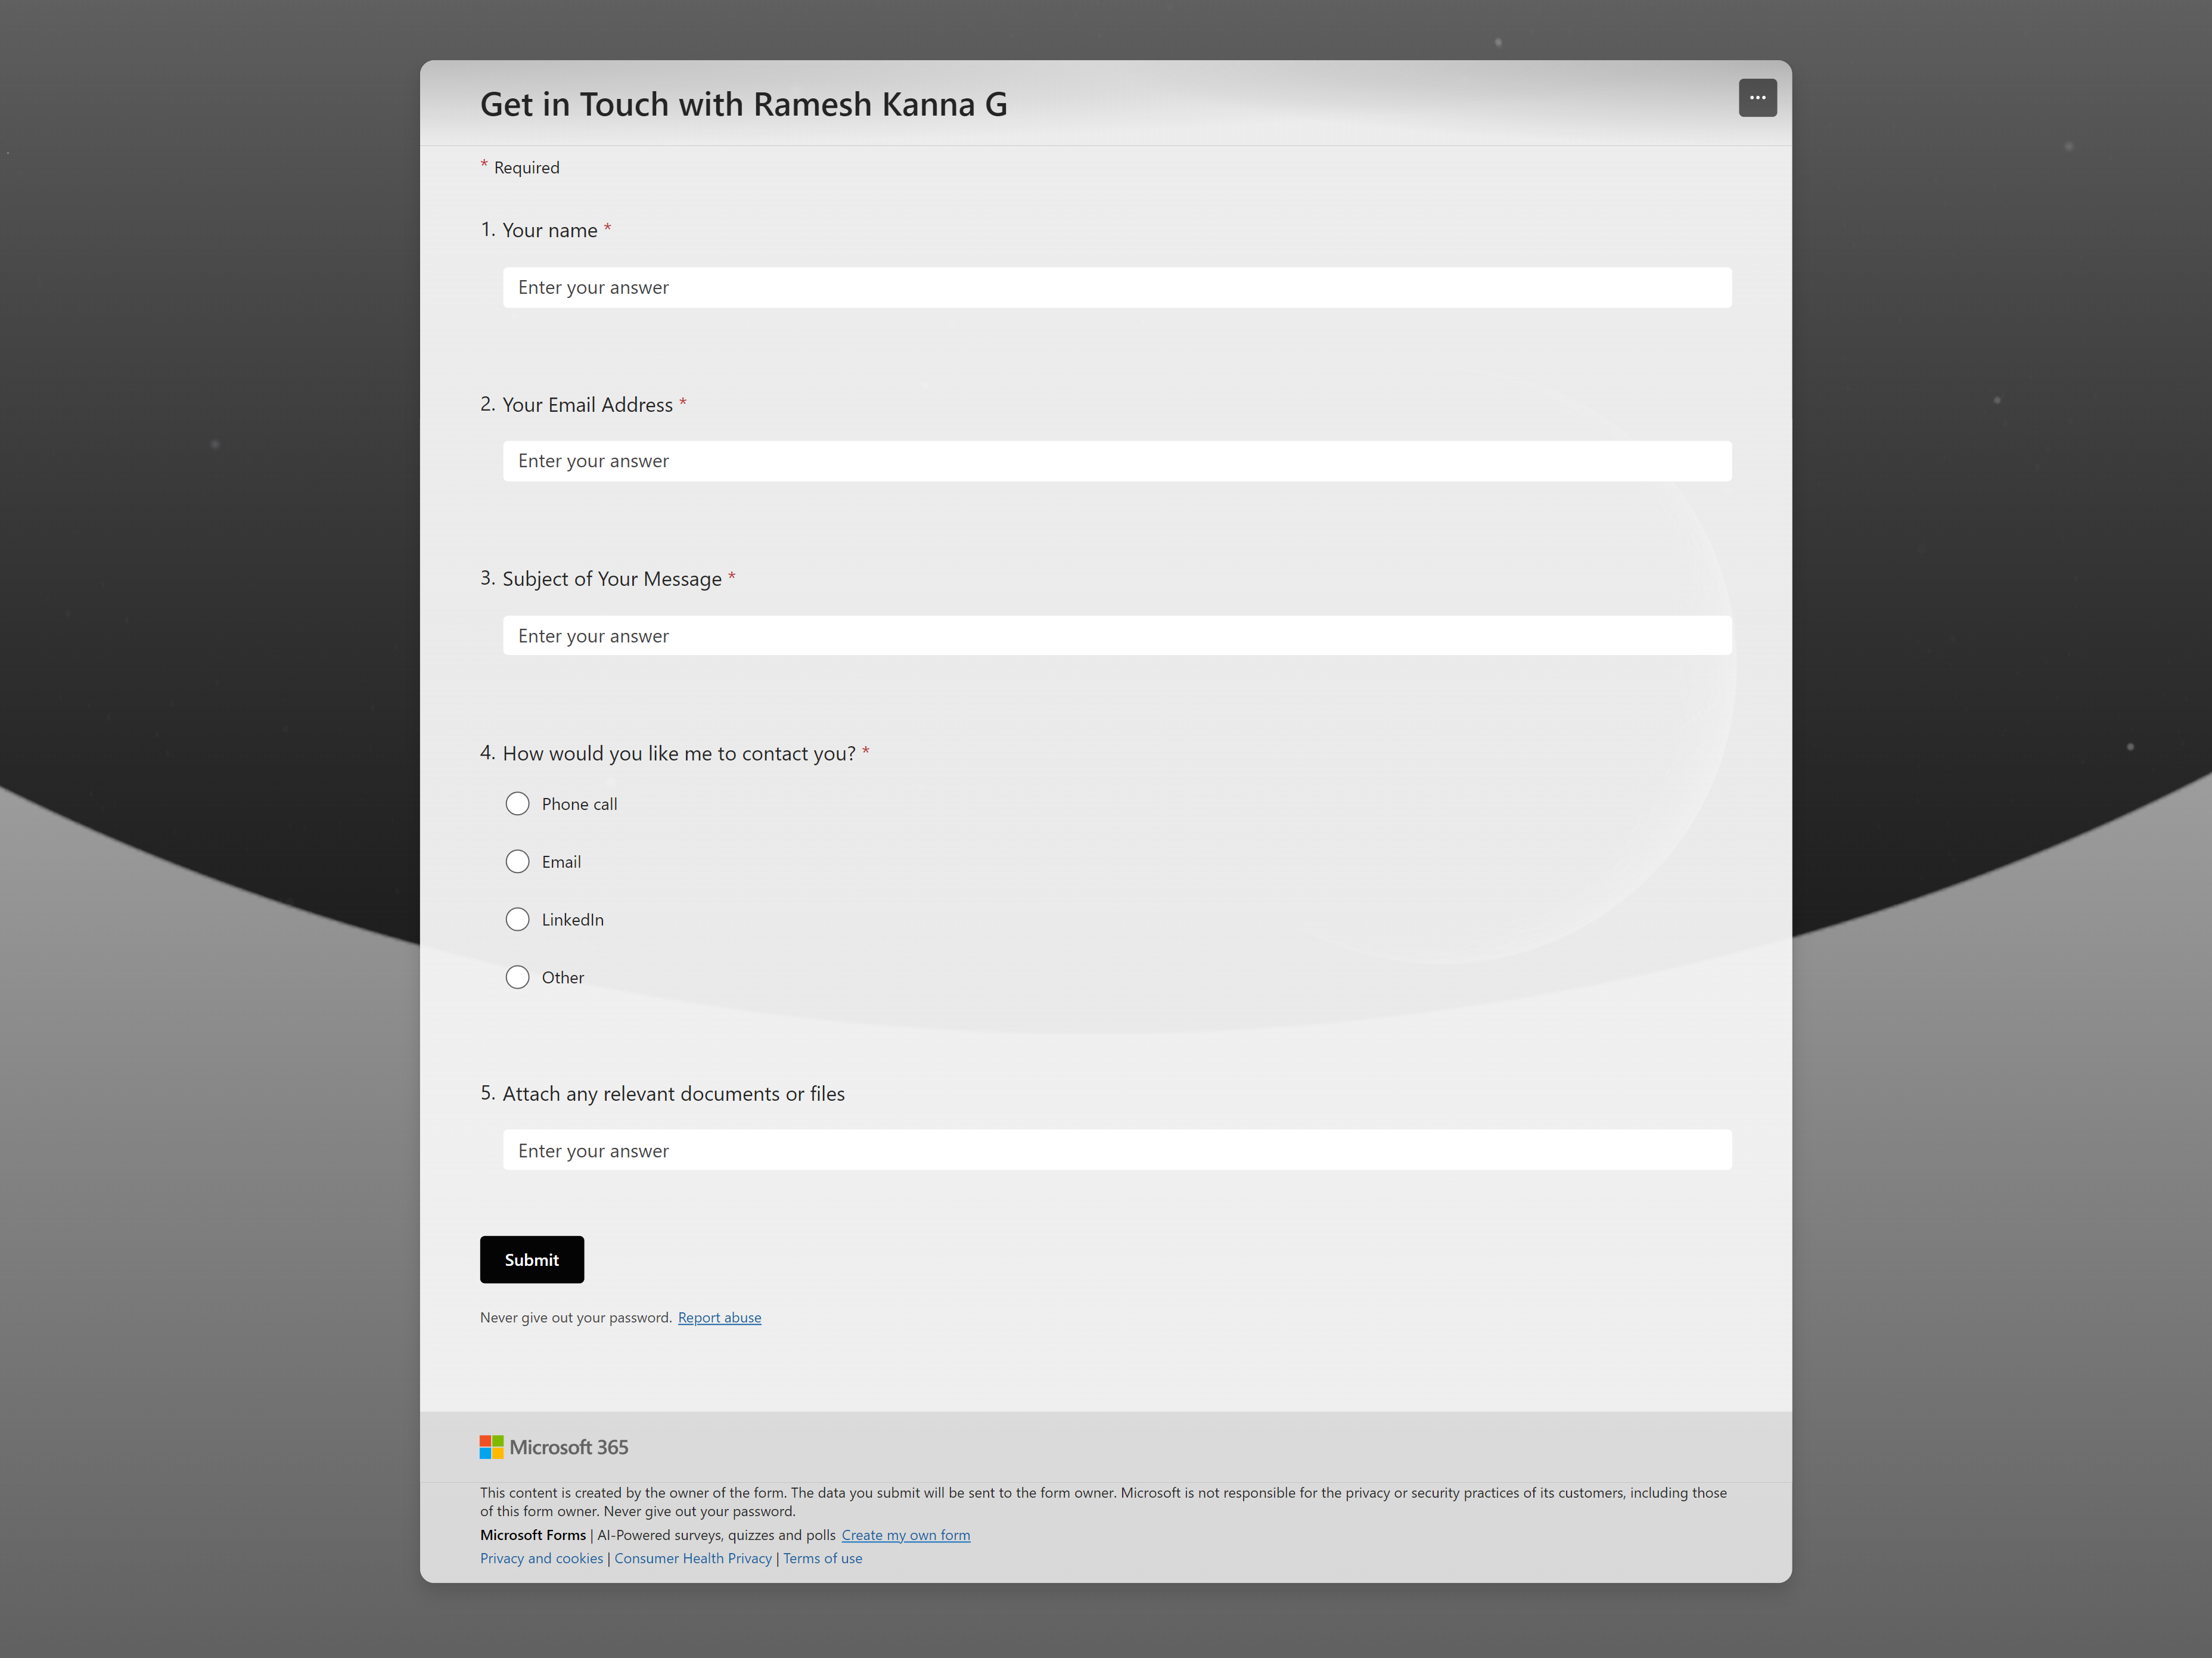 Get in Touch with Ramesh Kanna G
...
* Required
1. Your name *
Enter your answer
2. Your Email Address *
Enter your answer
3. Subject of Your Message *
Enter your answer
4. How would you like me to contact you? *
Phone call
Email
LinkedIn
Other
5. Attach any relevant documents or files
Enter your answer
Submit
Never give out your password. Report abuse
Microsoft 365
This content is created by the owner of the form. The data you submit will be sent to the form owner. Microsoft is not responsible for the privacy or security practices of its customers, including those
of this form owner. Never give out your password.
Microsoft Forms | AI-Powered surveys, quizzes and polls Create my own form
Privacy and cookies | Consumer Health Privacy | Terms of use